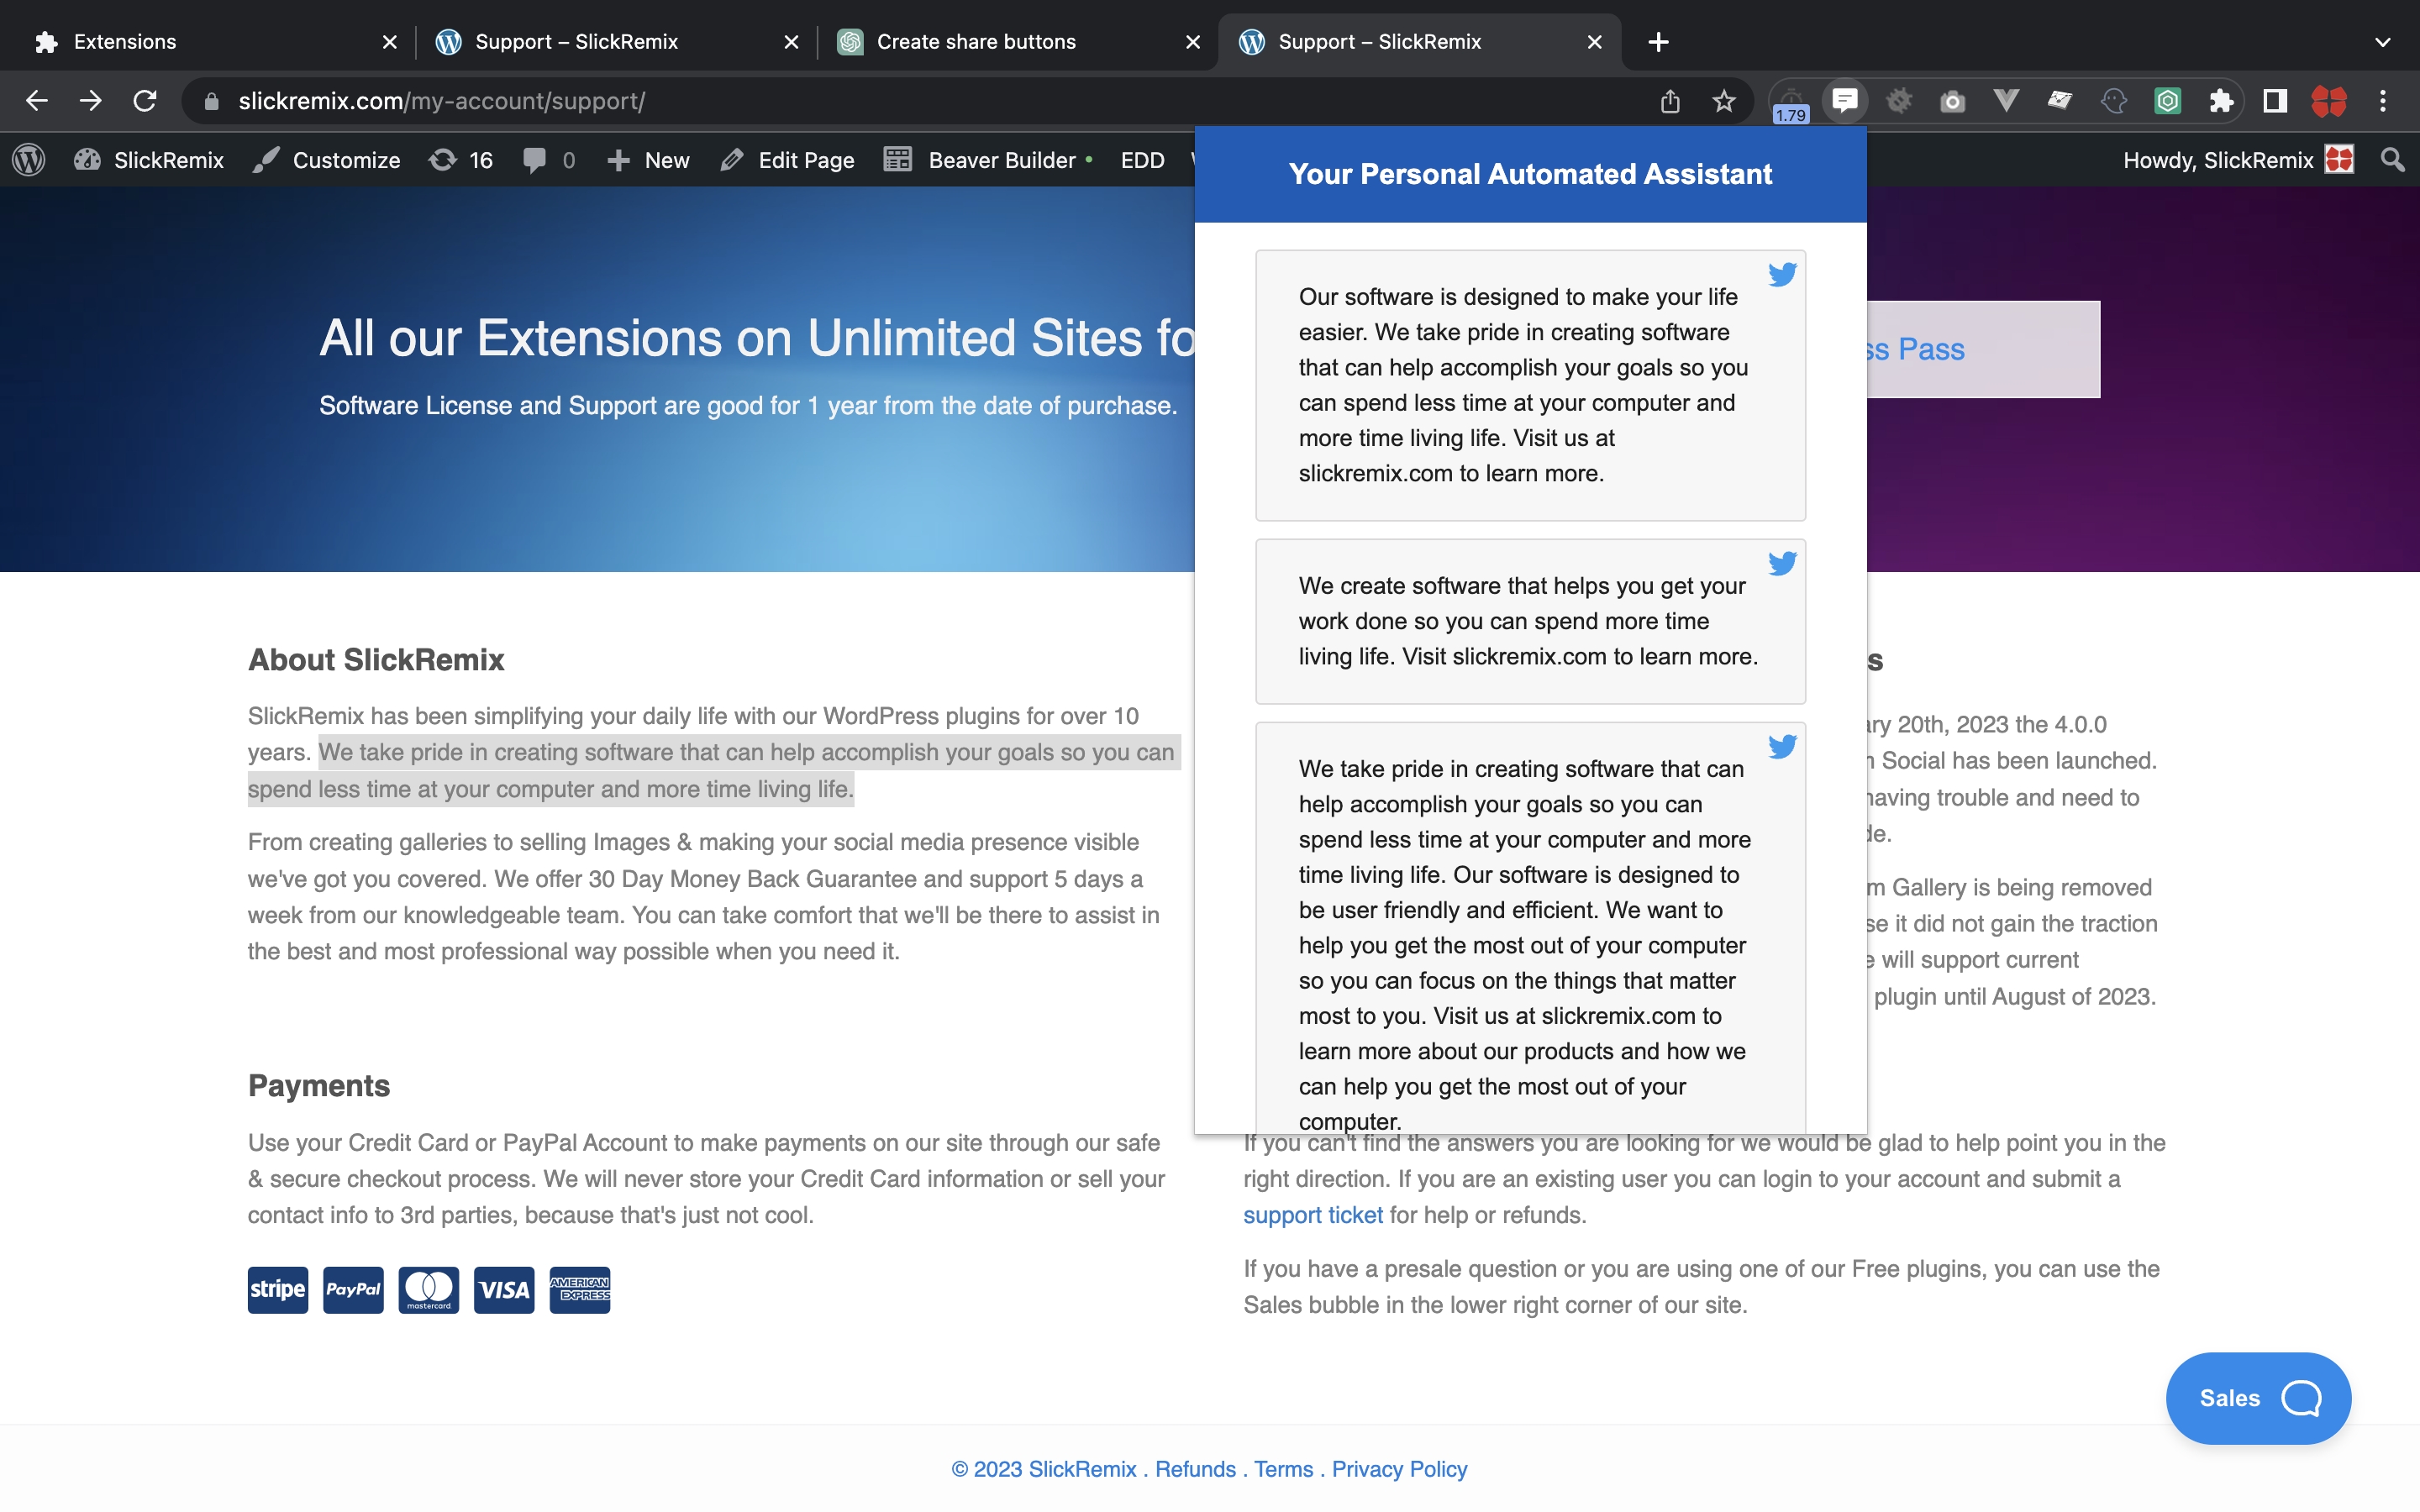 Extensions
Support – SlickRemix
Create share buttons
Support – SlickRemix
slickremix.com/my-account/support/
1.79
SlickRemix
Customize
16
0
New
Edit Page
Beaver Builder
EDD
Howdy, SlickRemix
Your Personal Automated Assistant
Our software is designed to make your life
easier. We take pride in creating software
that can help accomplish your goals so you
can spend less time at your computer and
more time living life. Visit us at
slickremix.com to learn more.
We create software that helps you get your
work done so you can spend more time
living life. Visit slickremix.com to learn more.
We take pride in creating software that can
help accomplish your goals so you can
spend less time at your computer and more
time living life. Our software is designed to
be user friendly and efficient. We want to
help you get the most out of your computer
so you can focus on the things that matter
most to you. Visit us at slickremix.com to
learn more about our products and how we
can help you get the most out of your
computer.
All our Extensions on Unlimited Sites fo
Software License and Support are good for 1 year from the date of purchase.
ss Pass
About SlickRemix
SlickRemix has been simplifying your daily life with our WordPress plugins for over 10
years. We take pride in creating software that can help accomplish your goals so you can
spend less time at your computer and more time living life.
From creating galleries to selling Images & making your social media presence visible
we've got you covered. We offer 30 Day Money Back Guarantee and support 5 days a
week from our knowledgeable team. You can take comfort that we'll be there to assist in
the best and most professional way possible when you need it.
s
ary 20th, 2023 the 4.0.0
Social has been launched.
having trouble and need to
de.
m Gallery is being removed
se it did not gain the traction
e will support current
plugin until August of 2023.
Payments
Use your Credit Card or PayPal Account to make payments on our site through our safe
& secure checkout process. We will never store your Credit Card information or sell your
contact info to 3rd parties, because that's just not cool.
stripe
PayPal
mastercard
VISA
AMERICAN
EXPRESS
If you can't find the answers you are looking for we would be glad to help point you in the
right direction. If you are an existing user you can login to your account and submit a
support ticket for help or refunds.
If you have a presale question or you are using one of our Free plugins, you can use the
Sales bubble in the lower right corner of our site.
Sales
© 2023 SlickRemix . Refunds . Terms . Privacy Policy